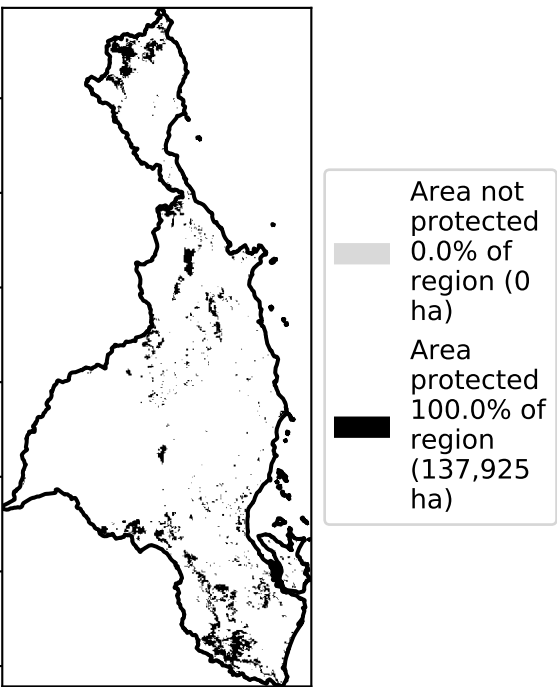 Area not
protected
0.0% of
region (0
ha)
Area
protected
100.0% of
region
(137,925
ha)